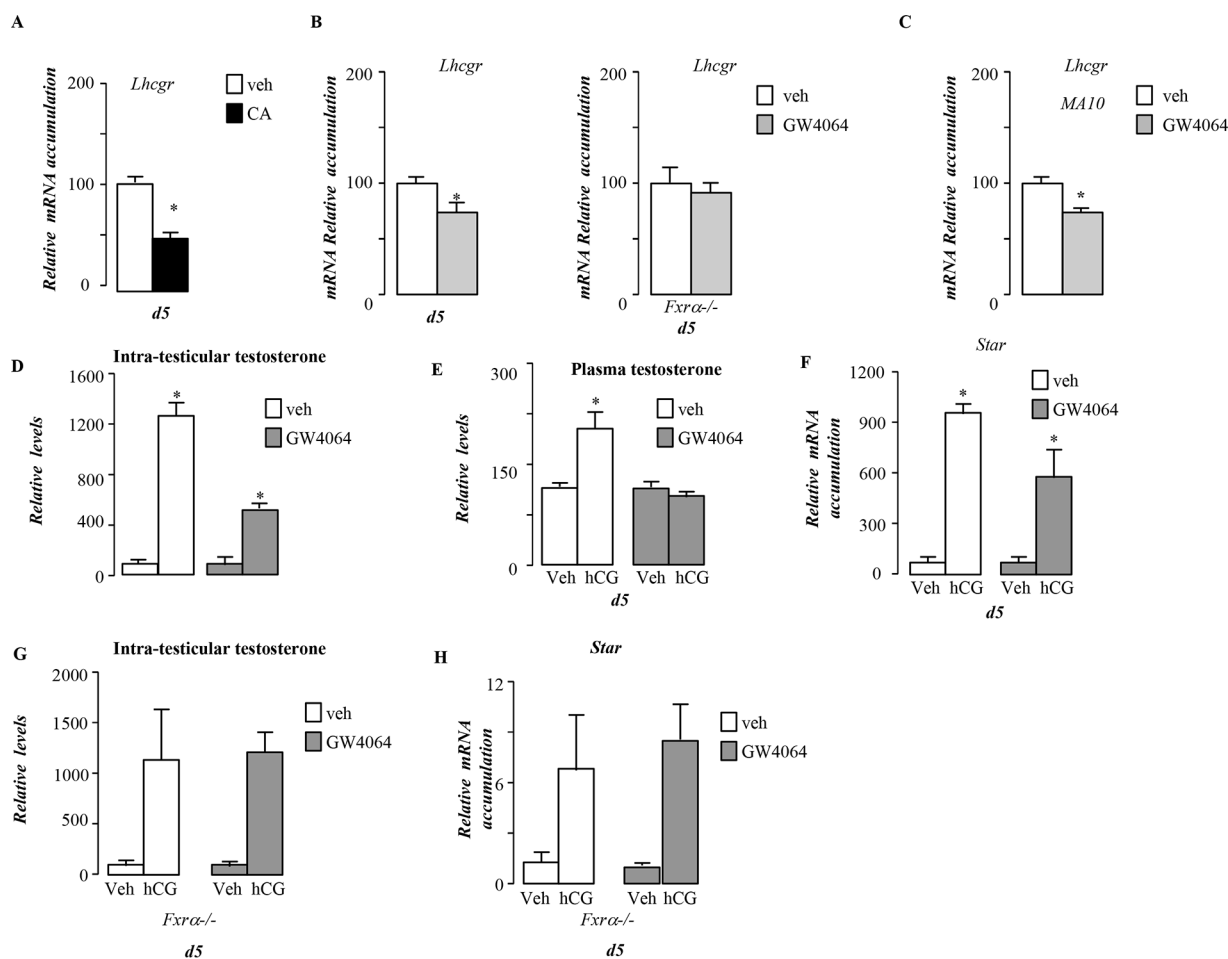 A
B
C
Relative mRNA accumulation
200
100
0
Lhcgr
veh
CA
*
d5
mRNA Relative accumulation
200
100
0
Lhcgr
*
d5
mRNA Relative accumulation
200
100
0
Lhcgr
veh
GW4064
Fxrα-/-
d5
mRNA Relative accumulation
200
100
0
Lhcgr
MA10
veh
GW4064
*
D
Intra-testicular testosterone
Relative levels
1600
1200
800
400
0
*
*
veh
GW4064
E
Plasma testosterone
Relative levels
300
150
0
*
veh
GW4064
Veh hCG Veh hCG
d5
F
Star
Relative mRNA
accumulation
1200
900
600
300
0
*
*
veh
GW4064
Veh hCG Veh hCG
d5
G
Intra-testicular testosterone
Relative levels
2000
1500
1000
500
0
veh
GW4064
Veh hCG Veh hCG
Fxrα-/-
d5
H
Star
Relative mRNA
accumulation
12
6
0
veh
GW4064
Veh hCG Veh hCG
Fxrα-/-
d5